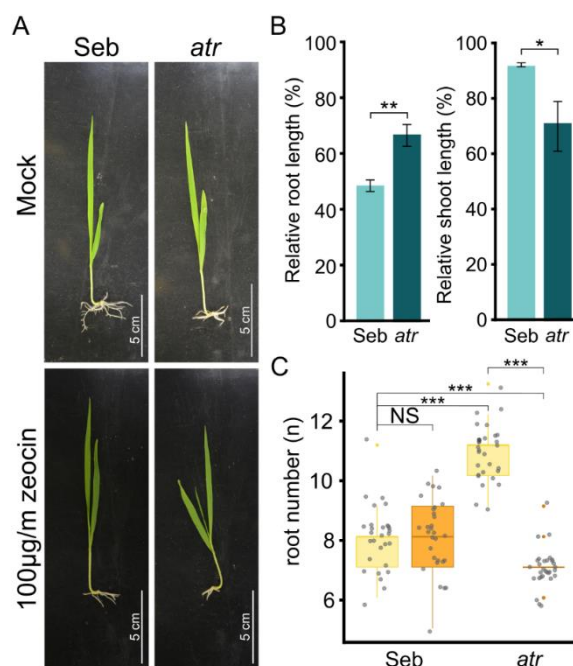 A
Seb
atr
Mock
5 cm
5 cm
100µg/m zeocin
5 cm
5 cm
B
Relative root length (%)
100
80
60
40
20
0
**
Seb
atr
Relative shoot length (%)
100
80
60
40
20
0
*
Seb
atr
C
root number (n)
12
10
8
6
***
***
***
NS
Seb
atr